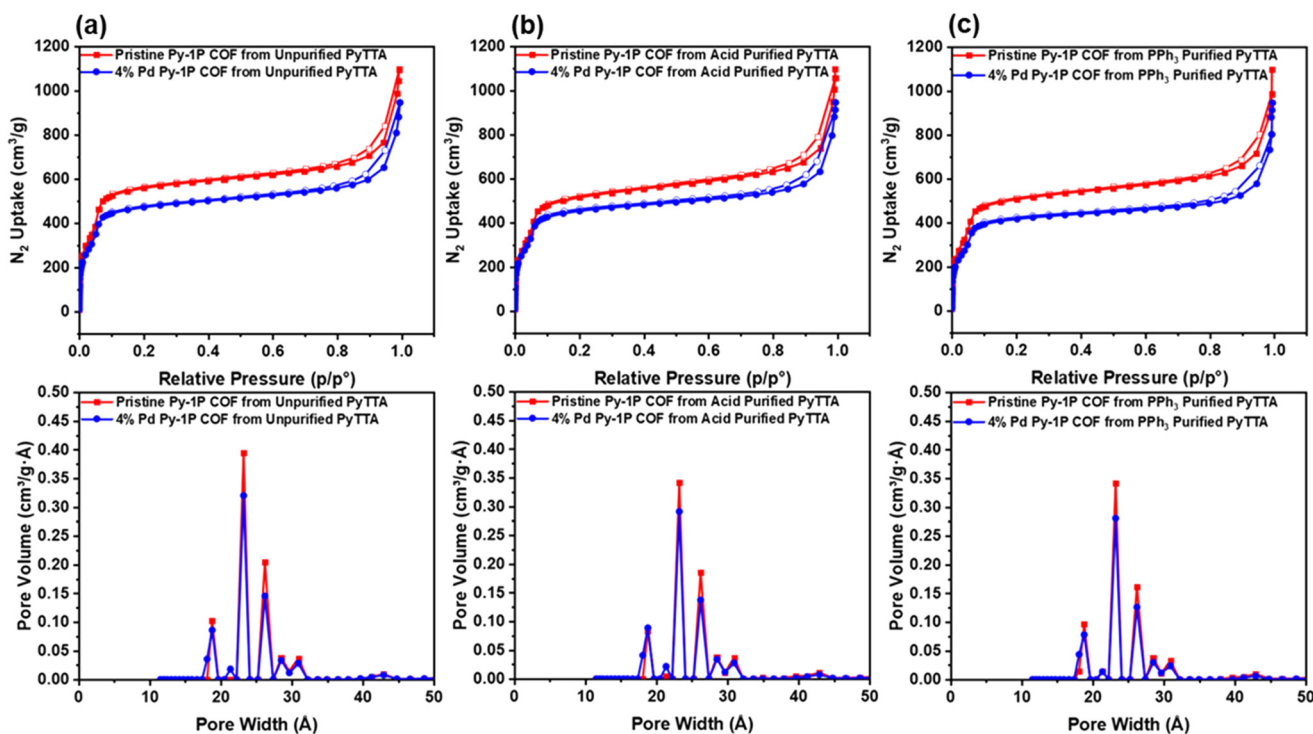 (a)
Pristine Py-1P COF from Unpurified PyTTA
4% Pd Py-1P COF from Unpurified PyTTA
N₂ Uptake (cm³/g)
1200
1000
800
600
400
200
0
0.0 0.2 0.4 0.6 0.8 1.0
Relative Pressure (p/p°)
(b)
Pristine Py-1P COF from Acid Purified PyTTA
4% Pd Py-1P COF from Acid Purified PyTTA
N₂ Uptake (cm³/g)
1200
1000
800
600
400
200
0
0.0 0.2 0.4 0.6 0.8 1.0
Relative Pressure (p/p°)
(c)
Pristine Py-1P COF from PPh₃ Purified PyTTA
4% Pd Py-1P COF from PPh₃ Purified PyTTA
N₂ Uptake (cm³/g)
1200
1000
800
600
400
200
0
0.0 0.2 0.4 0.6 0.8 1.0
Relative Pressure (p/p°)
Pristine Py-1P COF from Unpurified PyTTA
4% Pd Py-1P COF from Unpurified PyTTA
Pore Volume (cm³/g·Å)
0.50
0.45
0.40
0.35
0.30
0.25
0.20
0.15
0.10
0.05
0.00
0 10 20 30 40 50
Pore Width (Å)
Pristine Py-1P COF from Acid Purified PyTTA
4% Pd Py-1P COF from Acid Purified PyTTA
Pore Volume (cm³/g·Å)
0.50
0.45
0.40
0.35
0.30
0.25
0.20
0.15
0.10
0.05
0.00
0 10 20 30 40 50
Pore Width (Å)
Pristine Py-1P COF from PPh₃ Purified PyTTA
4% Pd Py-1P COF from PPh₃ Purified PyTTA
Pore Volume (cm³/g·Å)
0.50
0.45
0.40
0.35
0.30
0.25
0.20
0.15
0.10
0.05
0.00
0 10 20 30 40 50
Pore Width (Å)